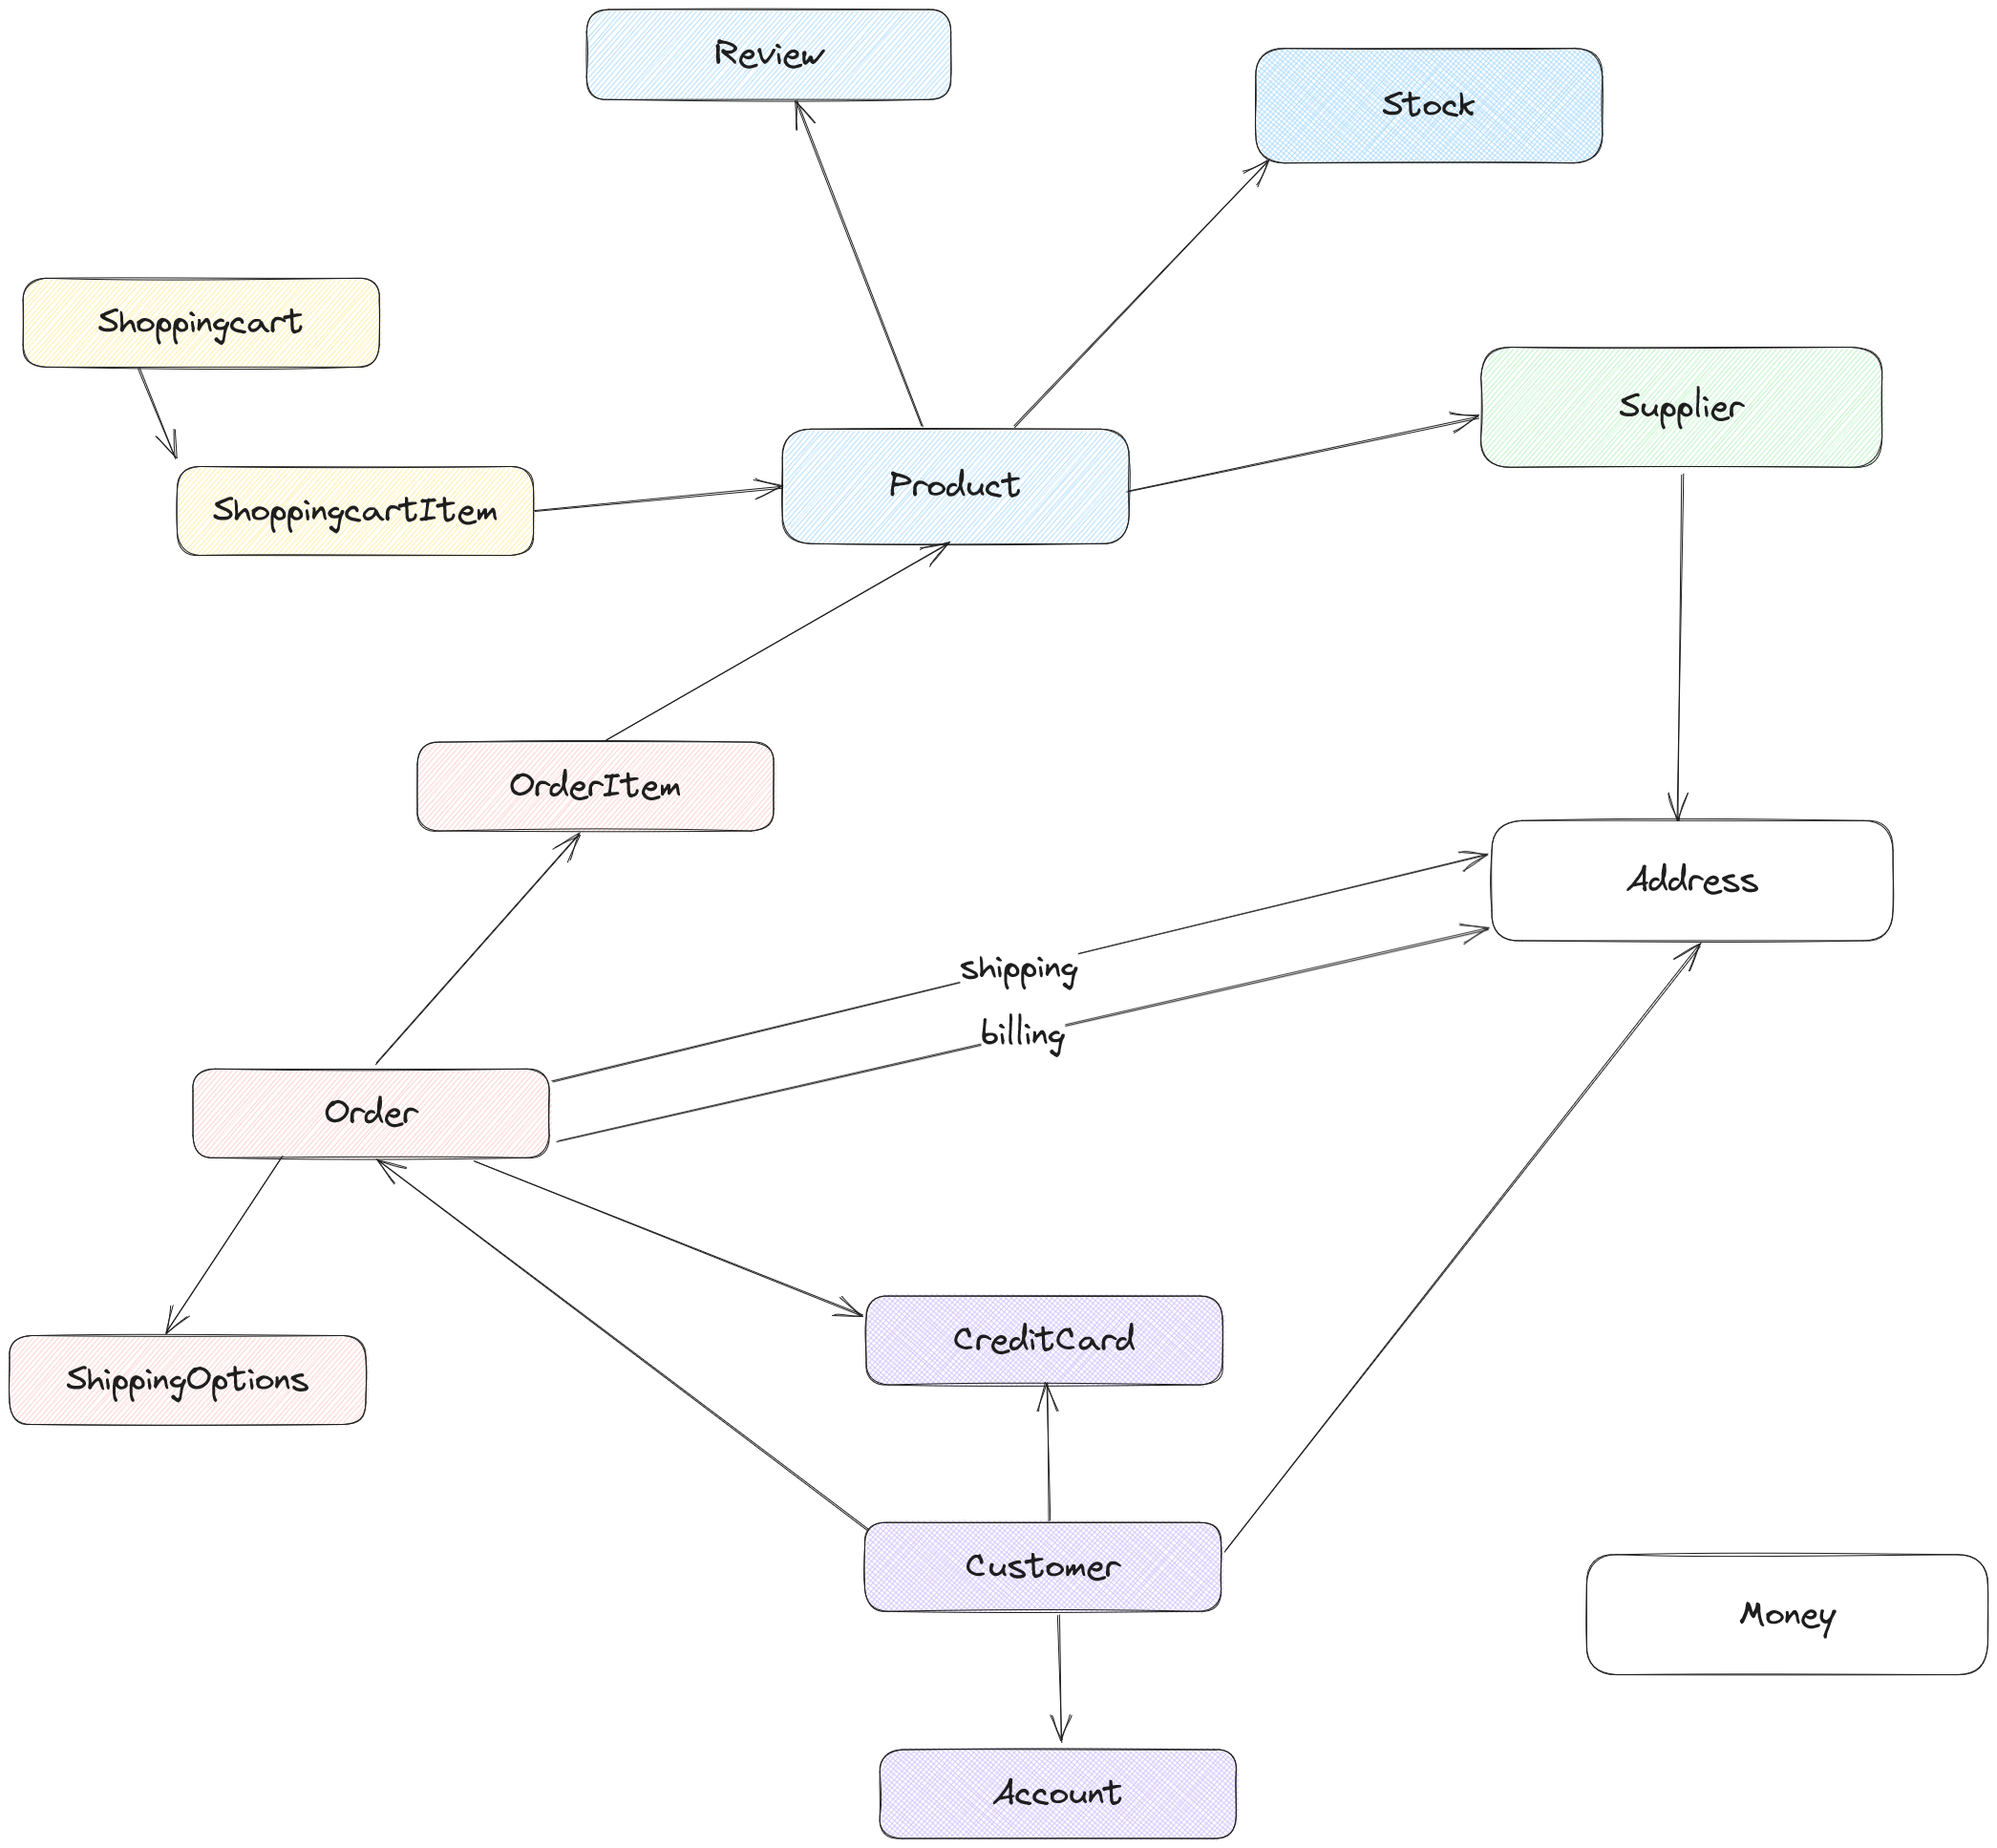 Review
Stock
Shoppingcart
Supplier
ShoppingcartItem
Product
OrderItem
Address
shipping
billing
Order
CreditCard
ShippingOptions
Customer
Money
Account